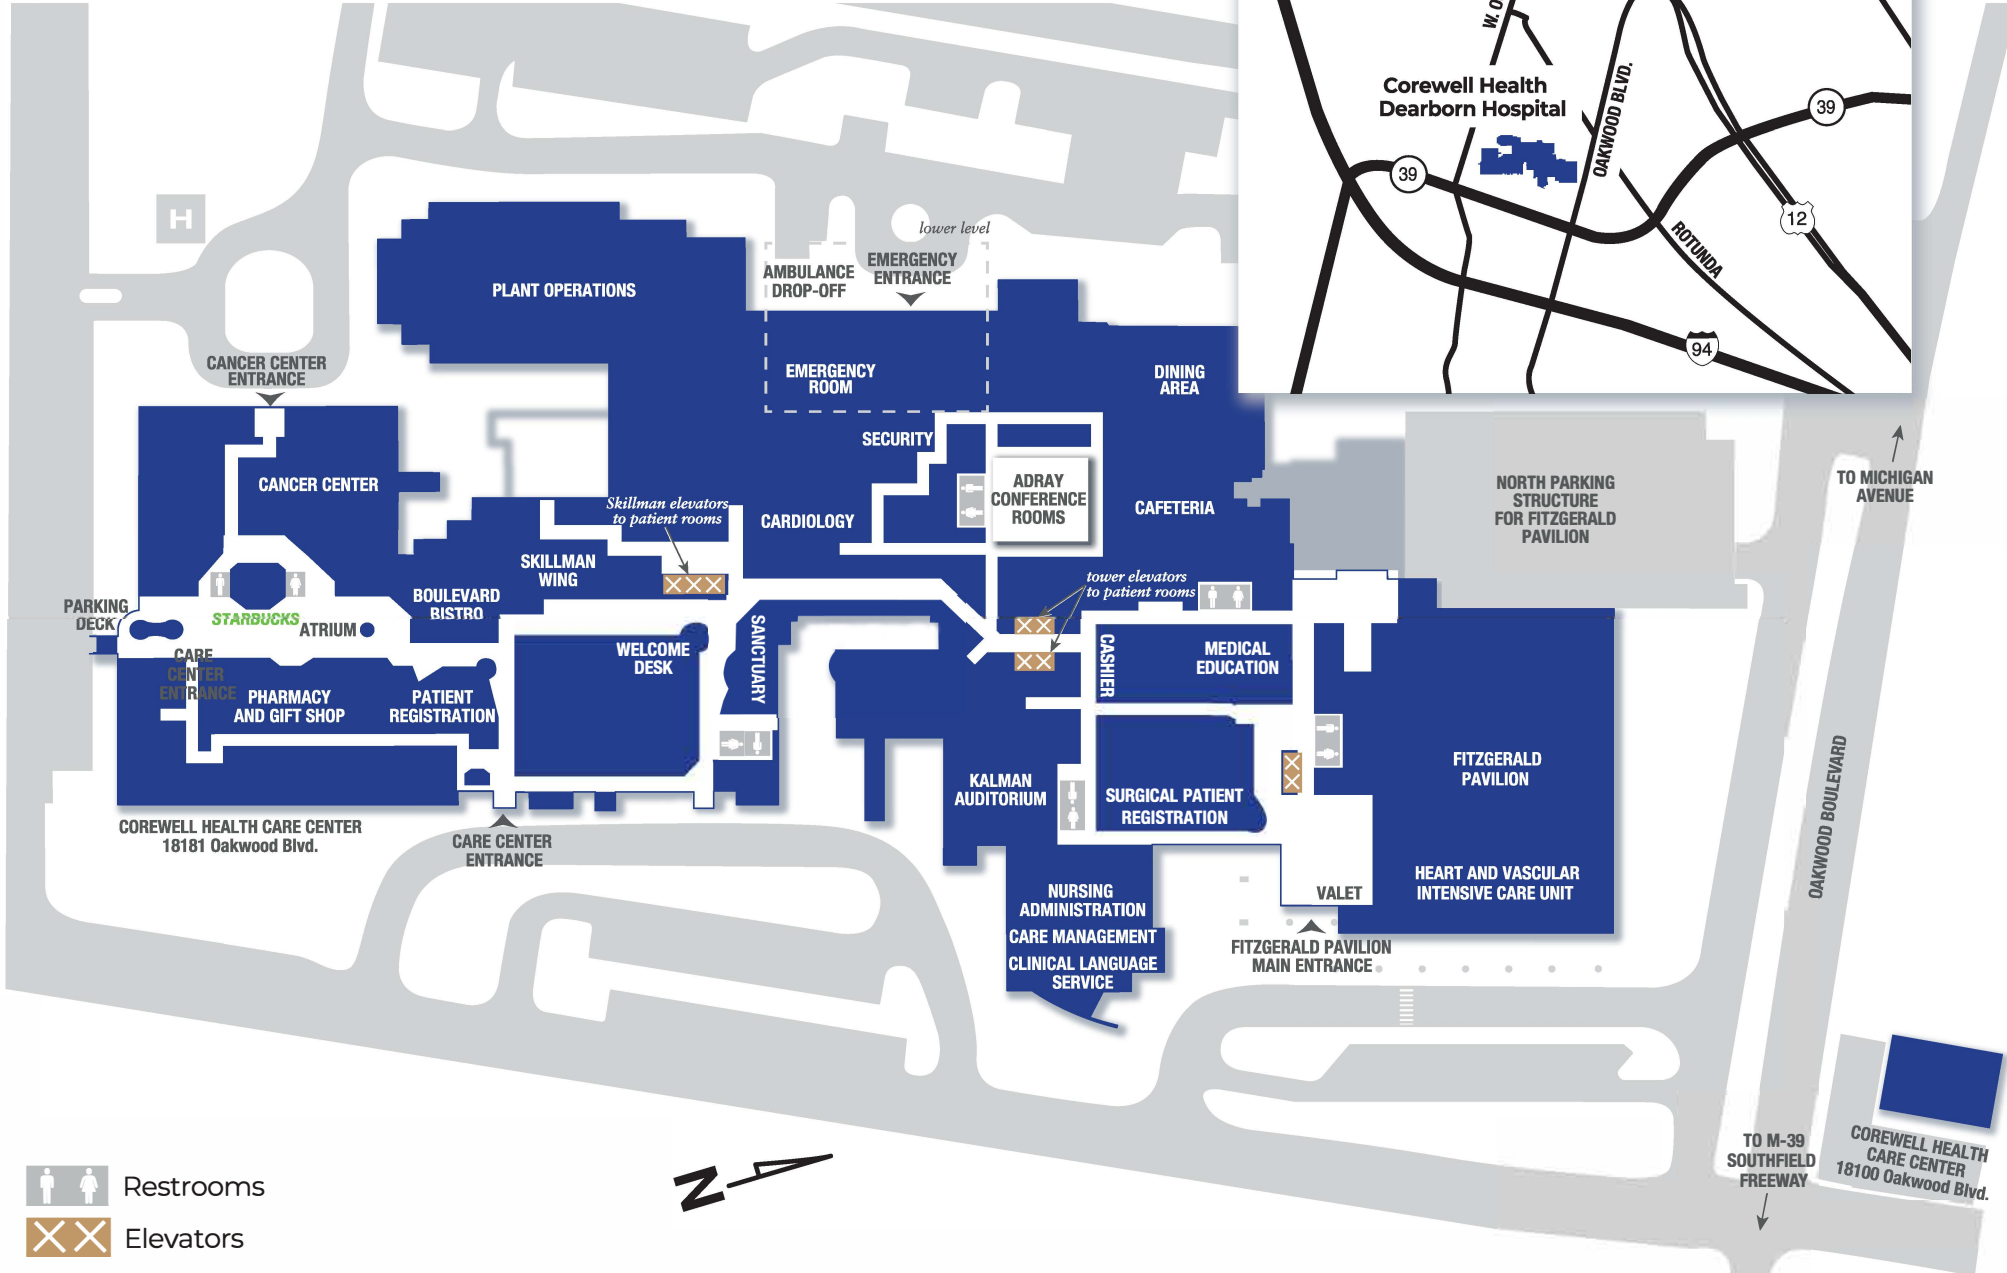 W. O
Corewell Health
Dearborn Hospital
OAKWOOD BLVD.
39
39
12
ROTUNDA
94
H
lower level
AMBULANCE
DROP-OFF
EMERGENCY
ENTRANCE
PLANT OPERATIONS
CANCER CENTER
ENTRANCE
EMERGENCY
ROOM
DINING
AREA
SECURITY
CANCER CENTER
ADRAY
CONFERENCE
ROOMS
NORTH PARKING
STRUCTURE
FOR FITZGERALD
PAVILION
TO MICHIGAN
AVENUE
Skillman elevators
to patient rooms
CARDIOLOGY
CAFETERIA
SKILLMAN
WING
BOULEVARD
BISTRO
tower elevators
to patient rooms
PARKING
DECK
STARBUCKS
ATRIUM
CARE
CENTER
ENTRANCE
WELCOME
DESK
SANCTUARY
CASHIER
MEDICAL
EDUCATION
PHARMACY
AND GIFT SHOP
PATIENT
REGISTRATION
FITZGERALD
PAVILION
OAKWOOD BOULEVARD
KALMAN
AUDITORIUM
SURGICAL PATIENT
REGISTRATION
COREWELL HEALTH CARE CENTER
18181 Oakwood Blvd.
CARE CENTER
ENTRANCE
HEART AND VASCULAR
INTENSIVE CARE UNIT
VALET
NURSING
ADMINISTRATION
CARE MANAGEMENT
CLINICAL LANGUAGE
SERVICE
FITZGERALD PAVILION
MAIN ENTRANCE
TO M-39
SOUTHFIELD
FREEWAY
COREWELL HEALTH
CARE CENTER
18100 Oakwood Blvd.
N
Restrooms
Elevators